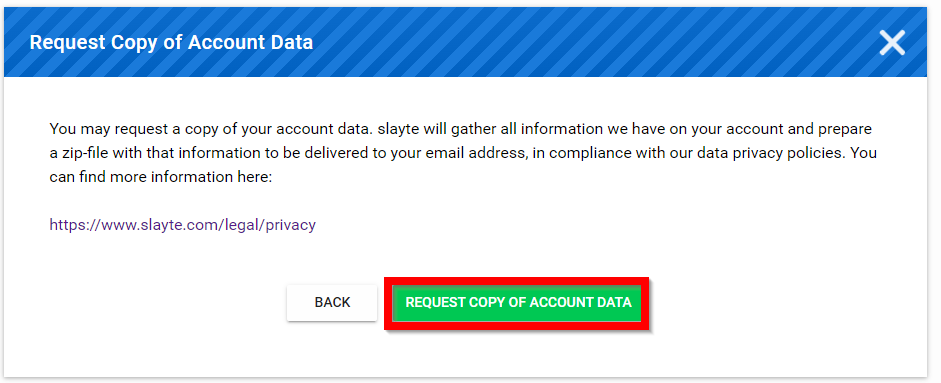 Request Copy of Account Data
You may request a copy of your account data. slayte will gather all information we have on your account and prepare
a zip-file with that information to be delivered to your email address, in compliance with our data privacy policies. You
can find more information here:
https://www.slayte.com/legal/privacy
BACK
REQUEST COPY OF ACCOUNT DATA